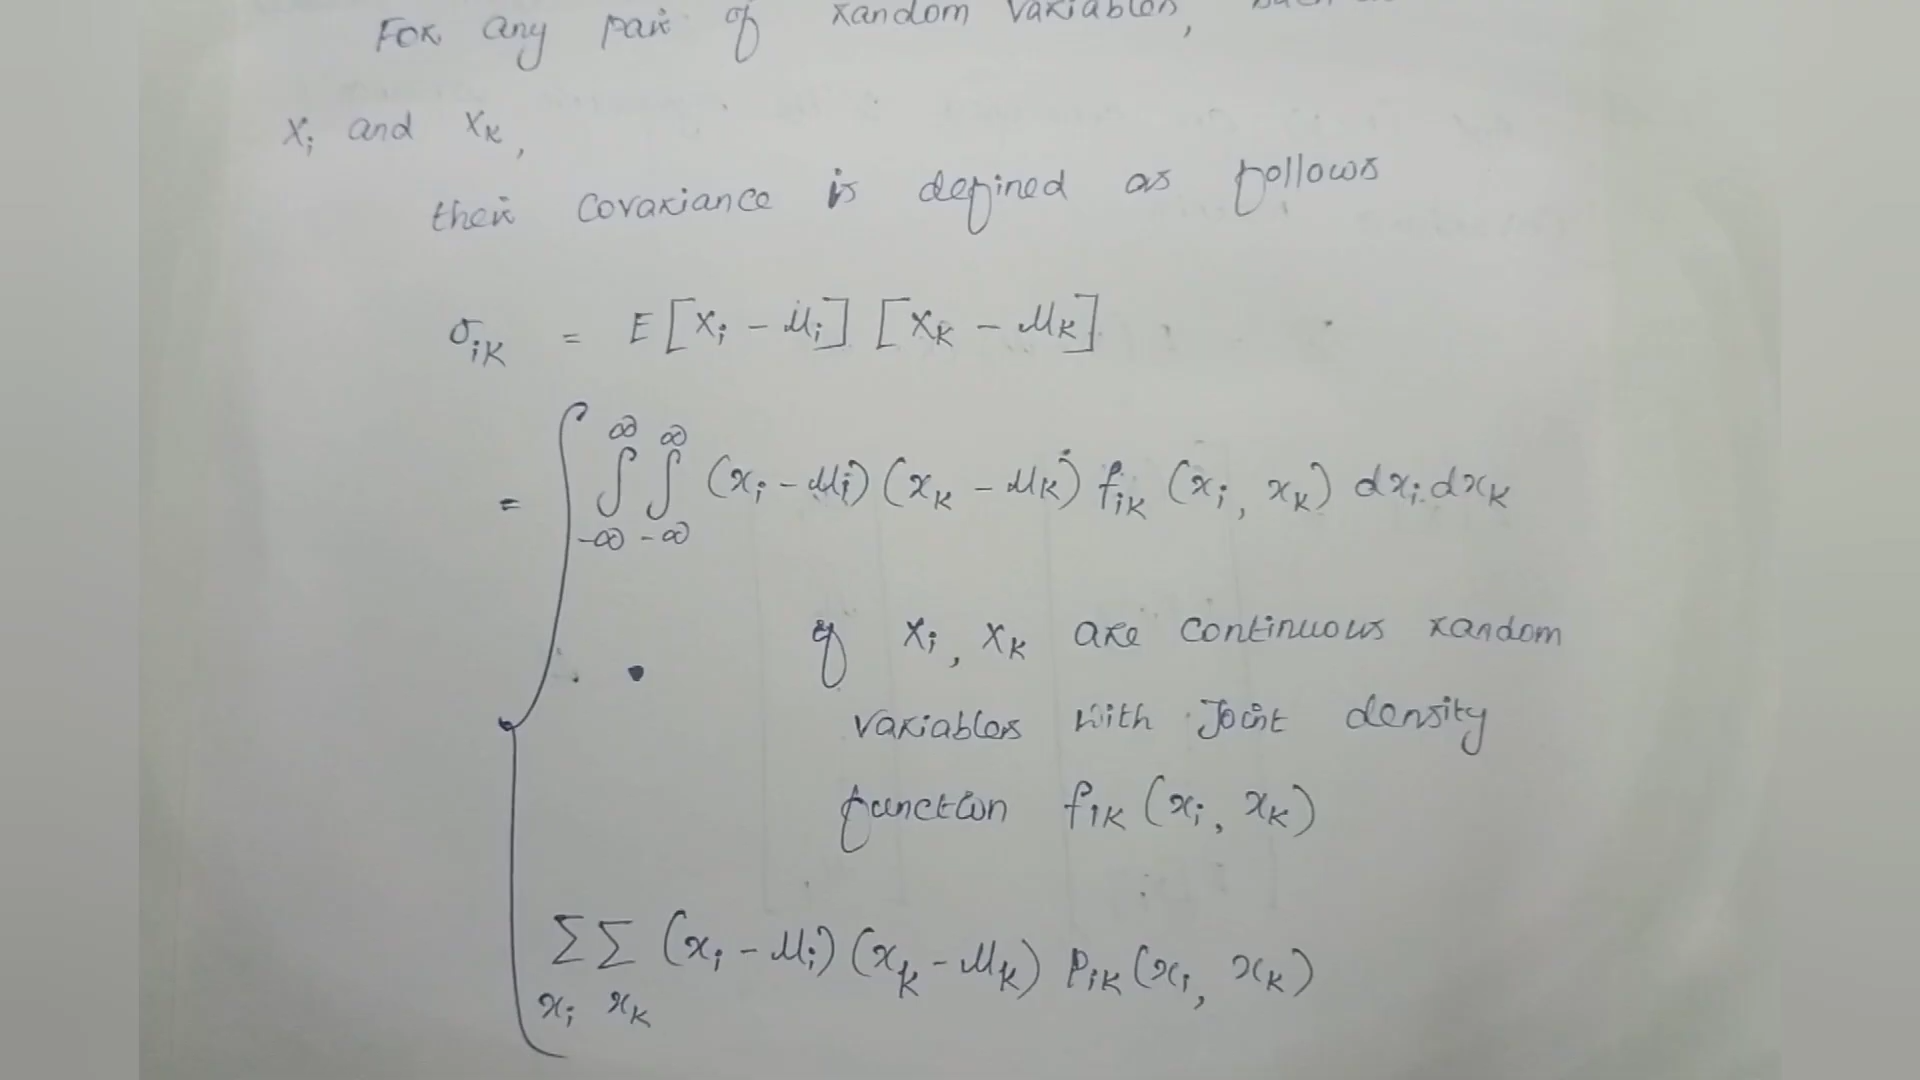 For any pair of random variables,
Xi and XK,
their covariance is defined as follows
σiK = E[Xi - μi] [XK - μK]
= ∞ ∞ ∫ ∫ -∞ -∞ (xi - μi) (xK - μK) fiK (xi, xK) dxi dxK
if Xi, XK are continuous random
variables with Joint density
function fiK (xi, xK)
Σ Σ (xi - μi) (xk - μk) PiK (xi, xK)
xi xK